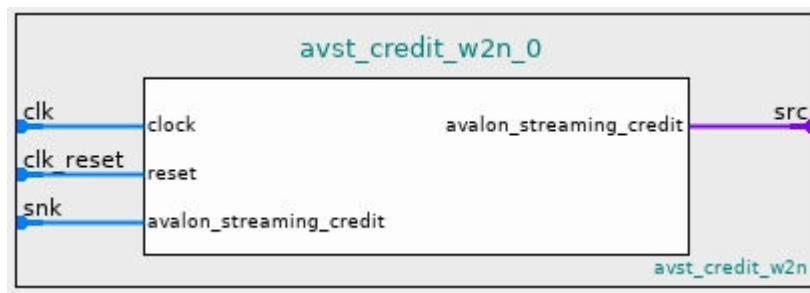 avst_credit_w2n_0
clk
clock
avalon_streaming_credit
src
clk_reset
reset
snk
avalon_streaming_credit
avst_credit_w2n